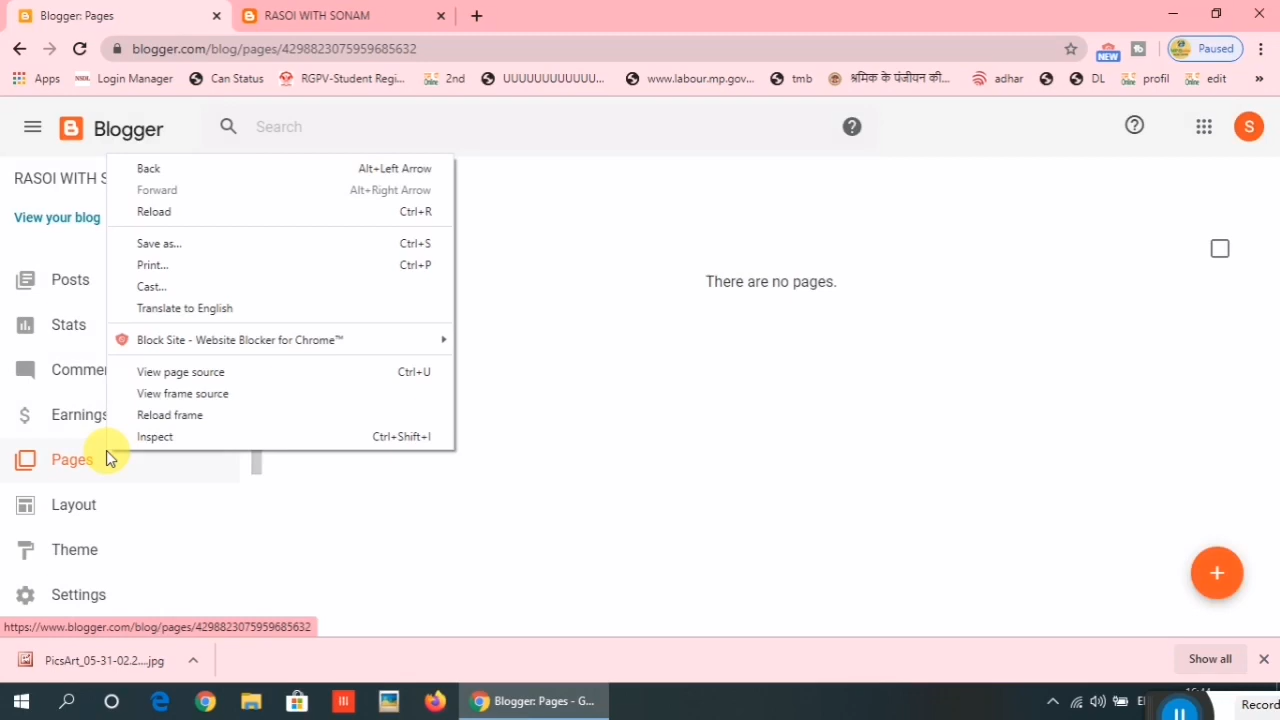 Blogger: Pages
RASOI WITH SONAM
blogger.com/blog/pages/4298823075959685632
NEW
Paused
Apps
NSDL
Login Manager
Can Status
RGPV-Student Regi...
2nd
UUUUUUUUUUUU...
www.labour.mp.gov...
tmb
श्रमिक के पंजीयन की...
adhar
DL
profil
edit
»
Blogger
Search
S
RASOI WITH S
View your blog
Posts
Stats
Comme
Earnings
Pages
Layout
Theme
Settings
Back Alt+Left Arrow
Forward Alt+Right Arrow
Reload Ctrl+R
Save as... Ctrl+S
Print... Ctrl+P
Cast...
Translate to English
Block Site - Website Blocker for Chrome™
View page source Ctrl+U
View frame source
Reload frame
Inspect Ctrl+Shift+I
There are no pages.
https://www.blogger.com/blog/pages/4298823075959685632
PicsArt_05-31-02.2....jpg
Show all
Blogger: Pages - G...
Record